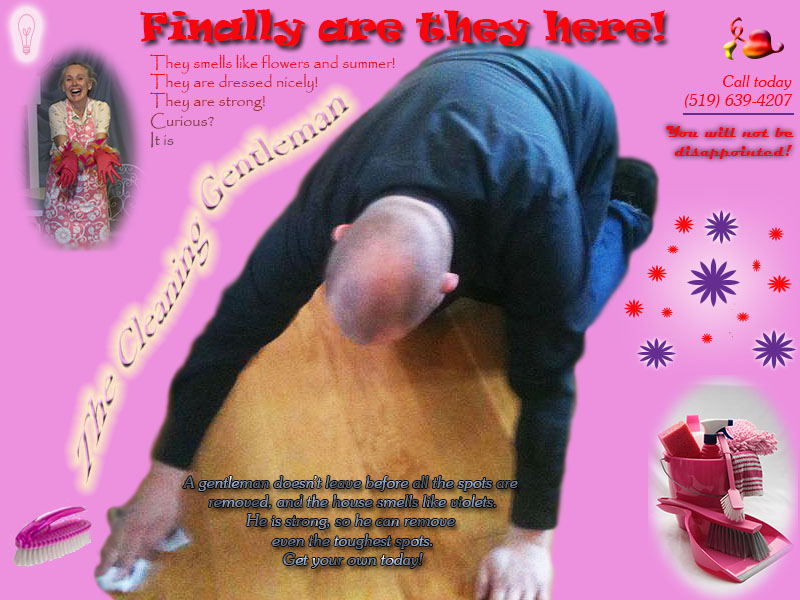 Finally are they here!
They smells like flowers and summer!
They are dressed nicely!
They are strong!
Curious?
It is
The Cleaning Gentleman
Call today
(519) 639-4207
You will not be
disappointed!
A gentleman doesn't leave before all the spots are
removed, and the house smells like violets.
He is strong, so he can remove
even the toughest spots.
Get your own today!